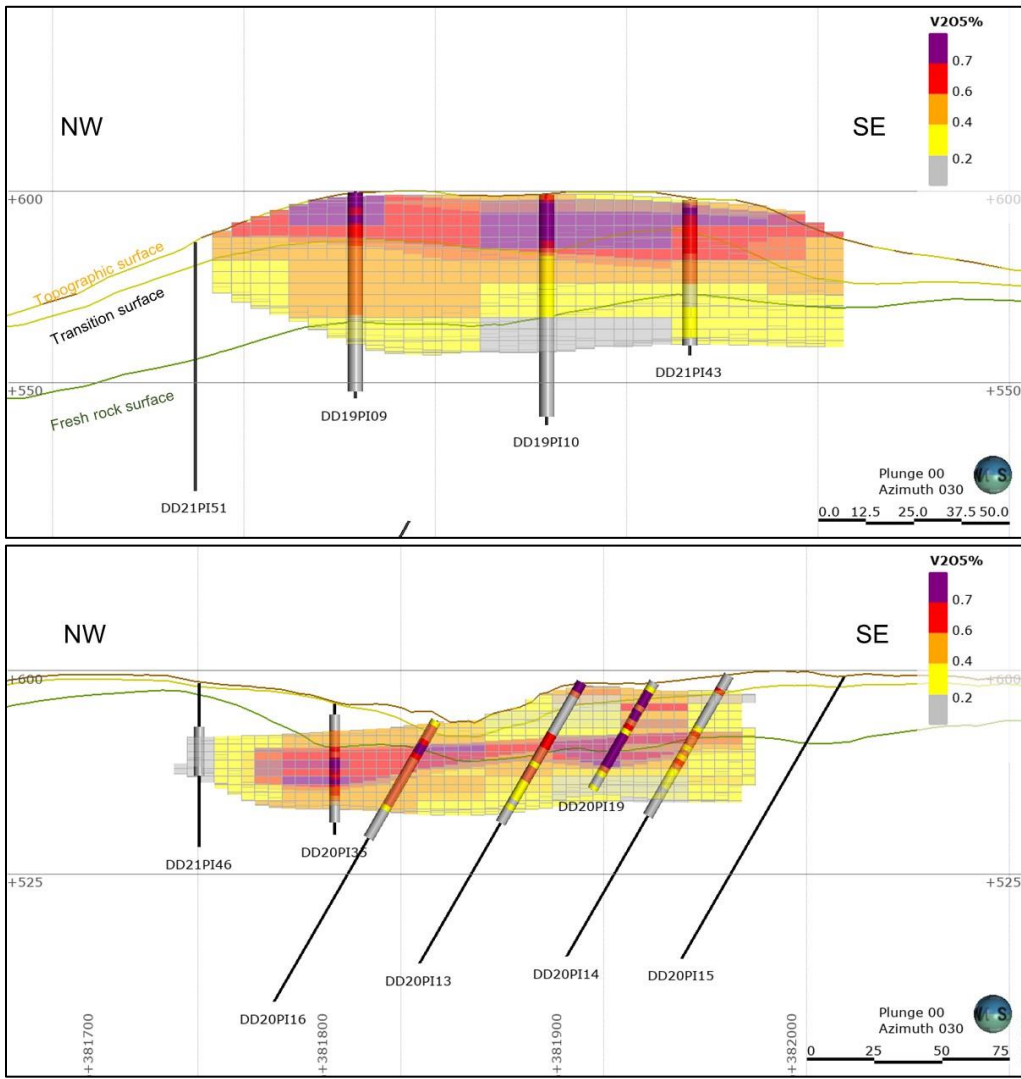 V2O5%
0.7
0.6
0.4
0.2
NW
SE
+600
+600
Topographic surface
Transition surface
Fresh rock surface
+550
+550
DD21PI43
DD19PI09
DD19PI10
DD21PI51
Plunge 00
Azimuth 030
0.0 12.5 25.0 37.5 50.0
V2O5%
0.7
0.6
0.4
0.2
NW
SE
+600
+600
DD20PI19
DD20PI35
DD21PI46
+525
+525
DD20PI13
DD20PI14
DD20PI15
DD20PI16
+381700
+381800
+381900
+382000
Plunge 00
Azimuth 030
0 25 50 75